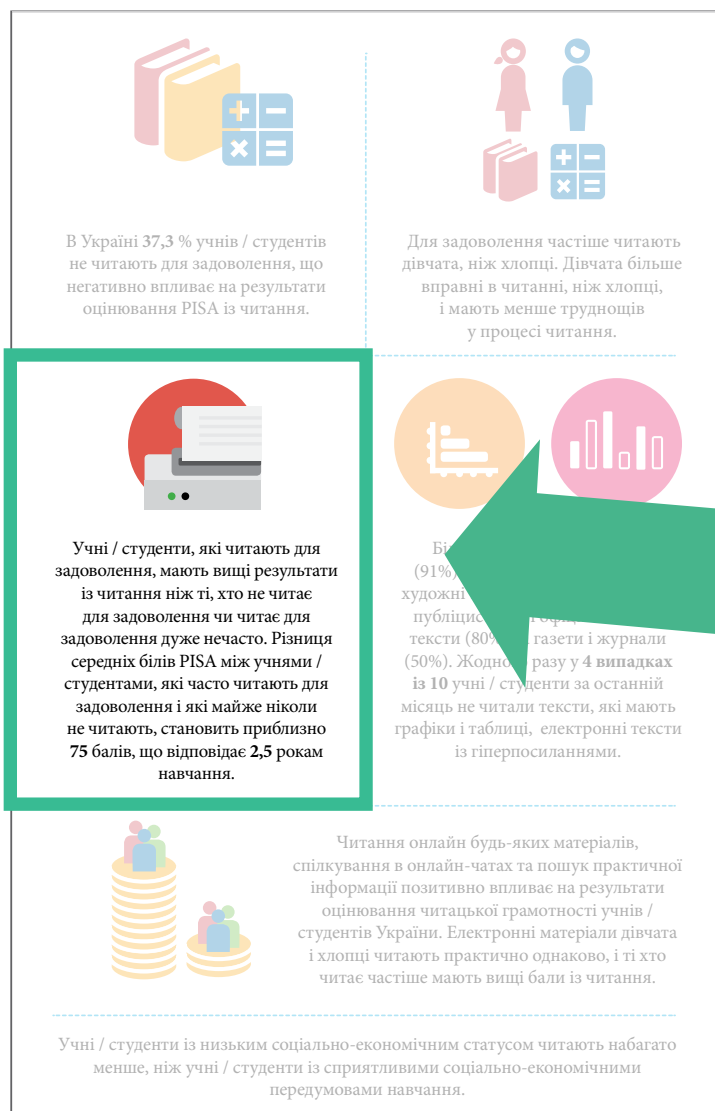 В Україні 37,3 % учнів / студентів
не читають для задоволення, що
негативно впливає на результати
оцінювання PISA із читання.
Для задоволення частіше читають
дівчата, ніж хлопці. Дівчата більше
вправні в читанні, ніж хлопці,
і мають менше труднощів
у процесі читання.
Учні / студенти, які читають для
задоволення, мають вищі результати
із читання ніж ті, хто не читає
для задоволення чи читає для
задоволення дуже нечасто. Різниця
середніх білів PISA між учнями /
студентами, які часто читають для
задоволення і які майже ніколи
не читають, становить приблизно
75 балів, що відповідає 2,5 рокам
навчання.
(91%)
художні
тексти (80% газети і журнали
(50%). Жодного разу у 4 випадках
із 10 учні / студенти за останній
місяць не читали тексти, які мають
графіки і таблиці, електронні тексти
із гіперпосиланнями.
Читання онлайн будь-яких матеріалів,
спілкування в онлайн-чатах та пошук практичної
інформації позитивно впливає на результати
оцінювання читацької грамотності учнів /
студентів України. Електронні матеріали дівчата
і хлопці читають практично однаково, і ті хто
читає частіше мають вищі бали із читання.
Учні / студенти із низьким соціально-економічним статусом читають набагато
менше, ніж учні / студенти із сприятливими соціально-економічними
передумовами навчання.